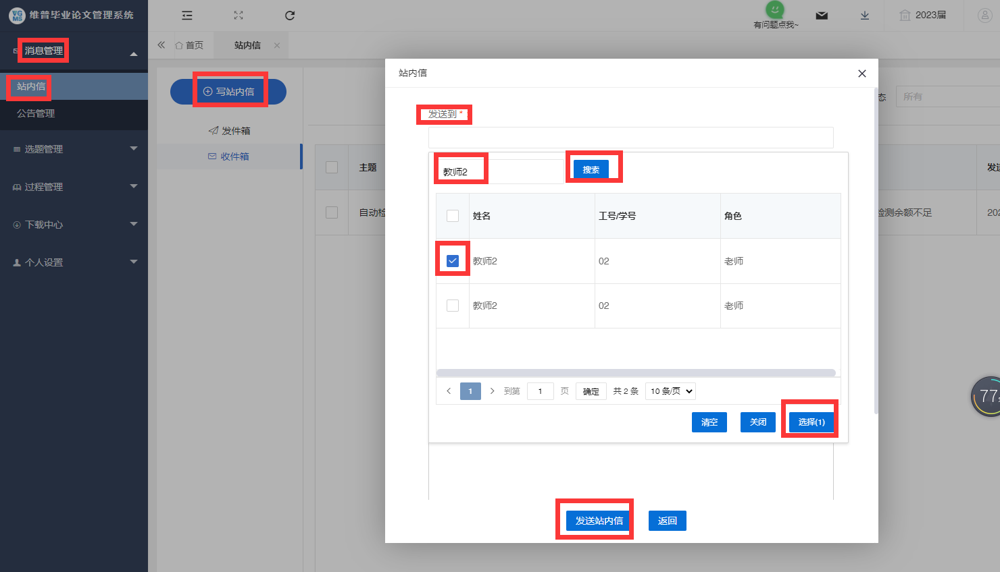 VG
MS
维普毕业论文管理系统
有问题点我~
2023届
消息管理
站内信
公告管理
选题管理
过程管理
下载中心
个人设置
首页
站内信
写站内信
发件箱
收件箱
态
所有
主题
发送
自动检
检测余额不足
202
站内信
发送到 *
教师2
搜索
姓名
工号/学号
角色
教师2
02
老师
教师2
02
老师
1
到第
1
页
确定
共 2 条
10 条/页
清空
关闭
选择(1)
发送站内信
返回
77